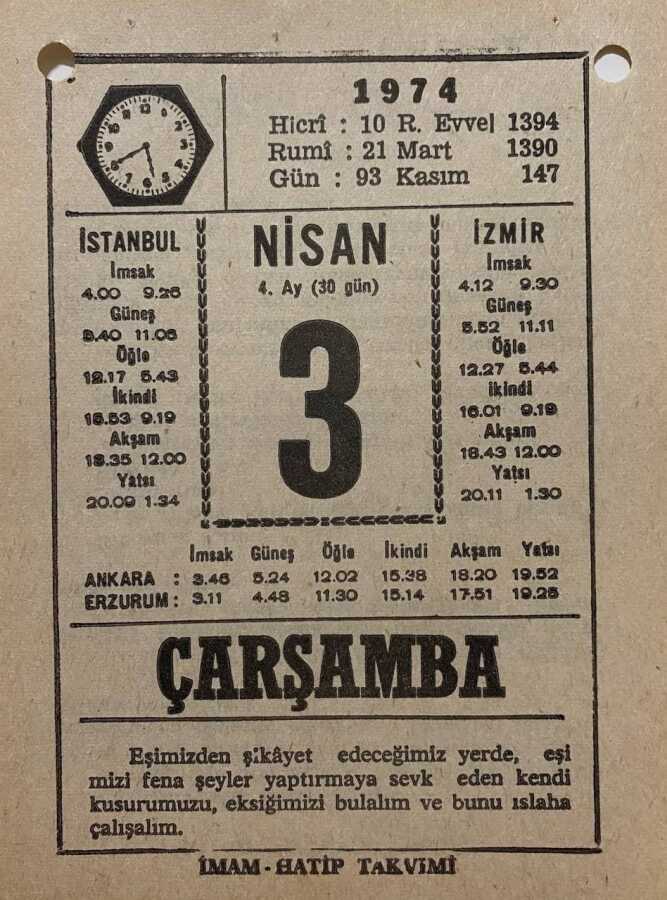 1974
Hicrî : 10 R. Evvel 1394
Rumî : 21 Mart 1390
Gün : 93 Kasım 147
İSTANBUL
İmsak
4.00 9.26
Güneş
5.40 11.06
Öğle
12.17 5.43
İkindi
15.53 9.19
Akşam
18.35 12.00
Yatsı
20.09 1.34
NİSAN
4. Ay (30 gün)
3
İZMİR
İmsak
4.12 9.30
Güneş
5.52 11.11
Öğle
12.27 5.44
ikindi
16.01 9.19
Akşam
18.43 12.00
Yatsı
20.11 1.30
İmsak Güneş Öğle İkindi Akşam Yatsı
ANKARA : 3.46 5.24 12.02 15.38 18.20 19.52
ERZURUM : 3.11 4.48 11.30 15.14 17.51 19.25
ÇARŞAMBA
Eşimizden şikâyet edeceğimiz yerde, eşi
mizi fena şeyler yaptırmaya sevk eden kendi
kusurumuzu, eksiğimizi bulalım ve bunu ıslaha
çalışalım.
İMAM - HATİP TAKVİMİ